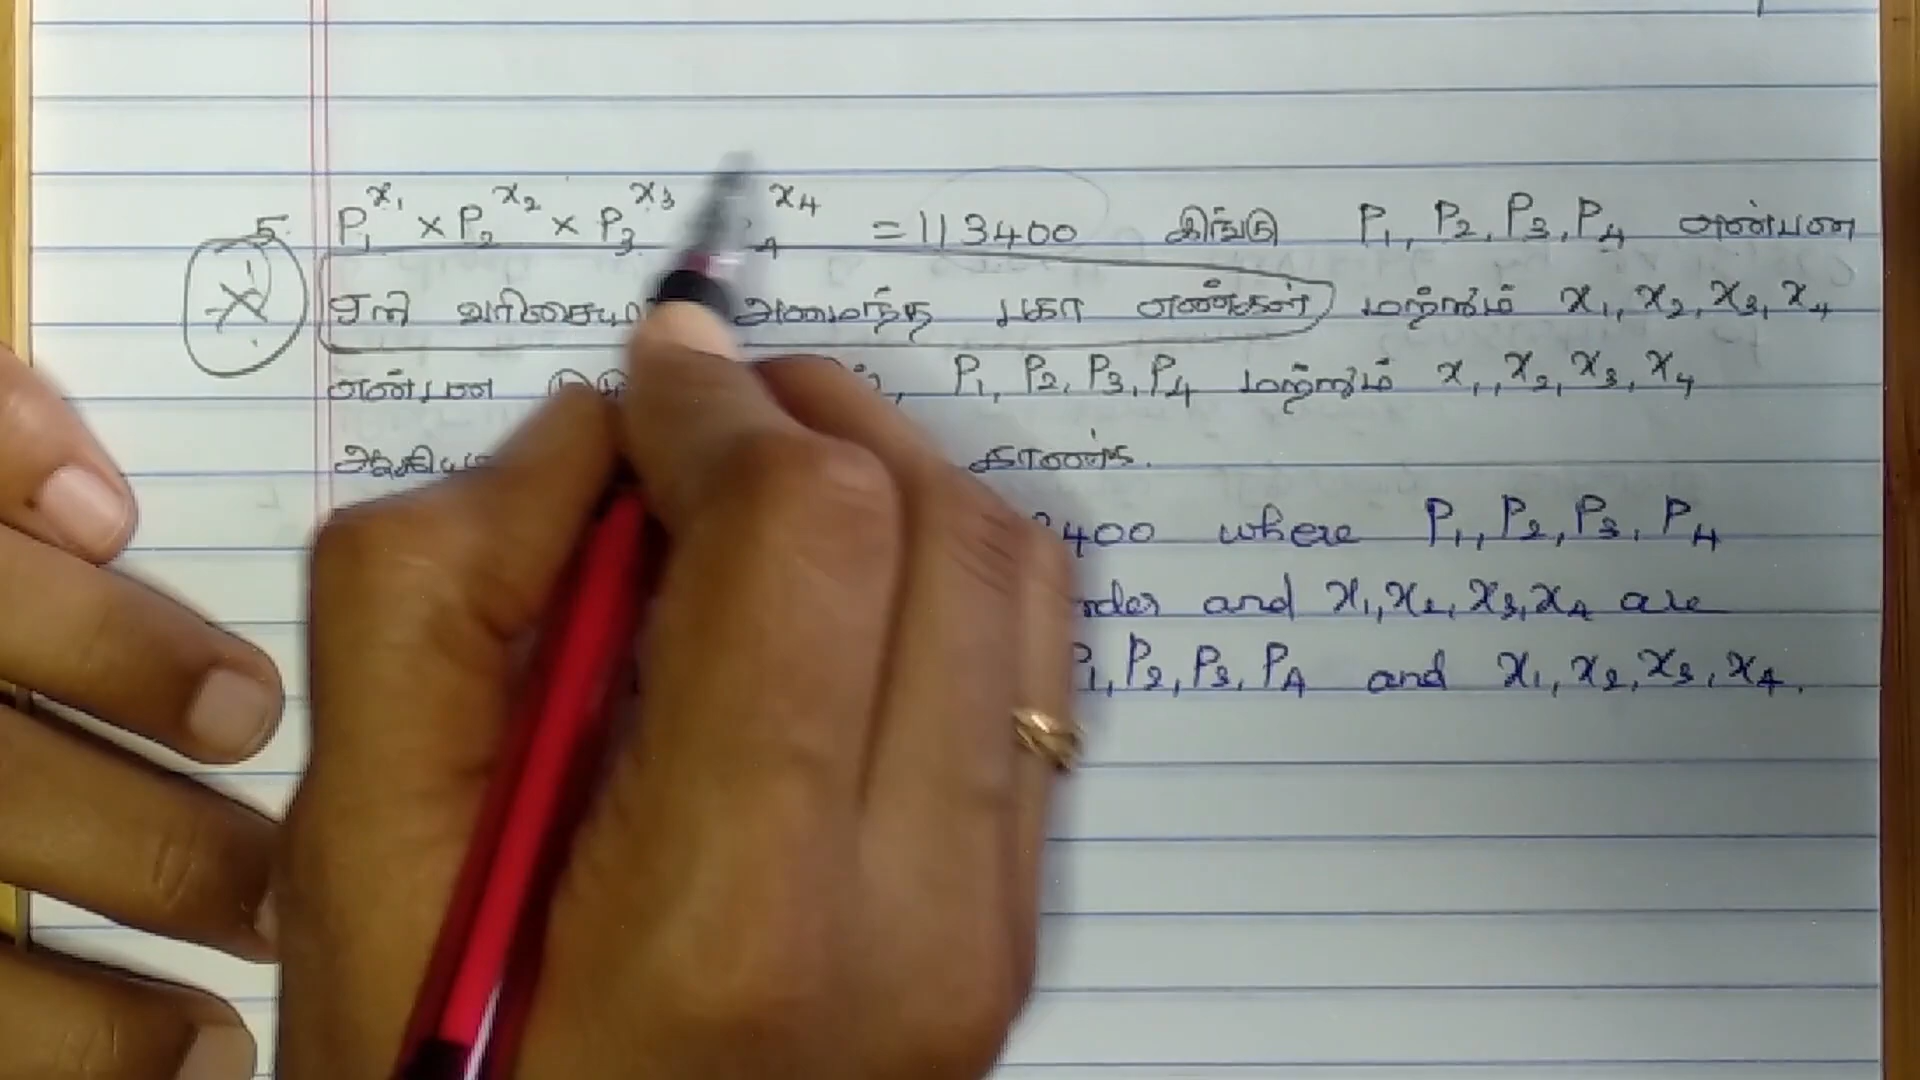 5. P₁^x₁ × P₂^x₂ × P₃^x₃ ₄^x₄ = 113400 இங்கு P₁, P₂, P₃, P₄ என்பன
ஏறு வரிசையில் அமைந்த பகா எண்கள் மற்றும் x₁, x₂, x₃, x₄
என்பன P₁, P₂, P₃, P₄ மற்றும் x₁, x₂, x₃, x₄
காண்க.
400 where P₁, P₂, P₃, P₄
and x₁, x₂, x₃, x₄ are
P₁, P₂, P₃, P₄ and x₁, x₂, x₃, x₄.